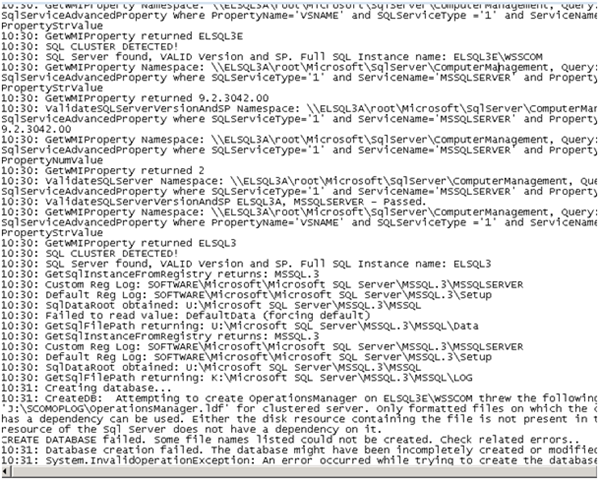 10:30: GetWMIProperty Namespace: \\ELSQL3A\root\Microsoft\SqlServer\ComputerManagement, Query:
SqlServiceAdvancedProperty where PropertyName='VSNAME' and SQLServiceType ='1' and ServiceName
PropertyStrValue
10:30: GetWMIProperty returned ELSQL3E
10:30: SQL CLUSTER DETECTED!
10:30: SQL Server found, VALID Version and SP. Full SQL Instance name: ELSQL3E\WSSCOM
10:30: GetWMIProperty Namespace: \\ELSQL3A\root\Microsoft\SqlServer\ComputerManagement, Query:
SqlServiceAdvancedProperty where SQLServiceType='1' and ServiceName='MSSQLSERVER' and Property
PropertyStrValue
10:30: GetWMIProperty returned 9.2.3042.00
10:30: ValidateSQLServerVersionAndSP Namespace: \\ELSQL3A\root\Microsoft\SqlServer\ComputerMan
SqlServiceAdvancedProperty where SQLServiceType='1' and ServiceName='MSSQLSERVER' and Property
9.2.3042.00
10:30: GetWMIProperty Namespace: \\ELSQL3A\root\Microsoft\SqlServer\ComputerManagement, Query:
SqlServiceAdvancedProperty where SQLServiceType='1' and ServiceName='MSSQLSERVER' and Property
PropertyNumValue
10:30: GetWMIProperty returned 2
10:30: ValidateSQLServer Namespace: \\ELSQL3A\root\Microsoft\SqlServer\ComputerManagement, Que
SqlServiceAdvancedProperty where SQLServiceType='1' and ServiceName='MSSQLSERVER' and Property
10:30: ValidateSQLServerVersionAndSP ELSQL3A, MSSQLSERVER - Passed.
10:30: GetWMIProperty Namespace: \\ELSQL3A\root\Microsoft\SqlServer\ComputerManagement, Query:
SqlServiceAdvancedProperty where PropertyName='VSNAME' and SQLServiceType ='1' and ServiceName
PropertyStrValue
10:30: GetWMIProperty returned ELSQL3
10:30: SQL CLUSTER DETECTED!
10:30: SQL Server found, VALID Version and SP. Full SQL Instance name: ELSQL3
10:30: GetSqlInstanceFromRegistry returns: MSSQL.3
10:30: Custom Reg Log: SOFTWARE\Microsoft\Microsoft SQL Server\MSSQL.3\MSSQLSERVER
10:30: Default Reg Log: SOFTWARE\Microsoft\Microsoft SQL Server\MSSQL.3\Setup
10:30: SqlDataRoot obtained: U:\Microsoft SQL Server\MSSQL.3\MSSQL
10:30: Failed to read value: DefaultData (forcing default)
10:30: GetSqlFilePath returning: U:\Microsoft SQL Server\MSSQL.3\MSSQL\Data
10:30: GetSqlInstanceFromRegistry returns: MSSQL.3
10:30: Custom Reg Log: SOFTWARE\Microsoft\Microsoft SQL Server\MSSQL.3\MSSQLSERVER
10:30: Default Reg Log: SOFTWARE\Microsoft\Microsoft SQL Server\MSSQL.3\Setup
10:30: SqlDataRoot obtained: U:\Microsoft SQL Server\MSSQL.3\MSSQL
10:30: GetSqlFilePath returning: K:\Microsoft SQL Server\MSSQL.3\MSSQL\LOG
10:31: Creating database...
10:31: CreateDB: Attempting to create OperationsManager on ELSQL3E\WSSCOM threw the following
'J:\SCOMOPLOG\OperationsManager.ldf' for clustered server. Only formatted files on which the c
has a dependency can be used. Either the disk resource containing the file is not present in t
resource of the Sql Server does not have a dependency on it.
CREATE DATABASE failed. Some file names listed could not be created. Check related errors..
10:31: Database creation failed. The database might have been incompletely created or modified
10:31: System.InvalidOperationException: An error occurred while trying to create the database